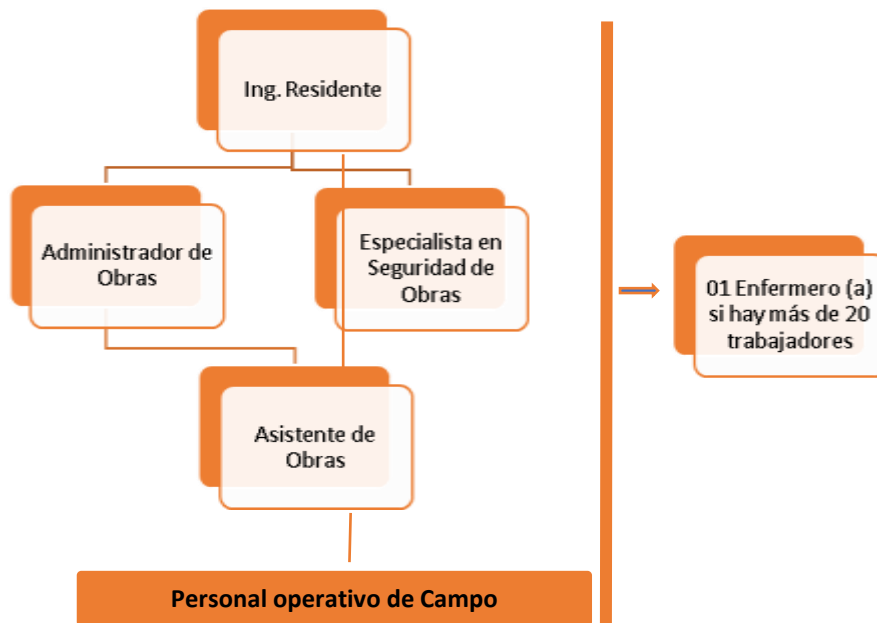 Ing. Residente
Administrador de
Obras
Especialista en
Seguridad de
Obras
01 Enfermero (a)
si hay más de 20
trabajadores
Asistente de
Obras
Personal operativo de Campo